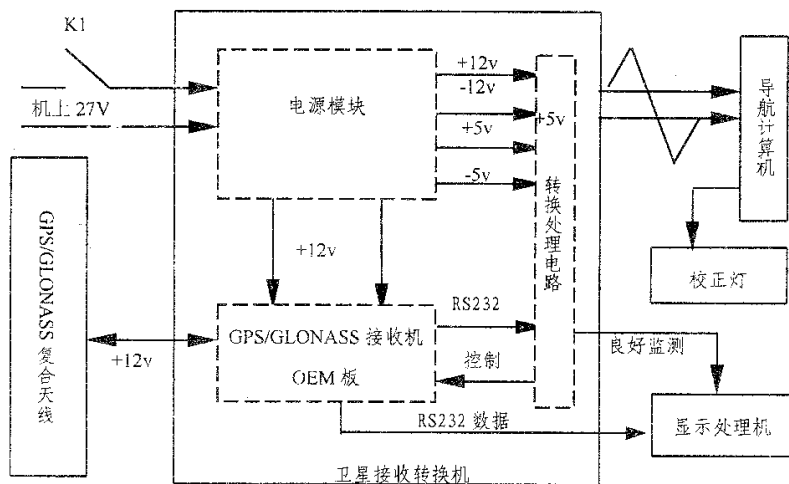 K1
机上 27V
电源模块
+12v
-12v
+5v
+5v
-5v
导航计算机
转换处理电路
GPS/GLONASS 复合天线
+12v
校正灯
RS232
GPS/GLONASS 接收机
OEM 板
+12v
控制
良好监测
RS232 数据
显示处理机
卫星接收转换机